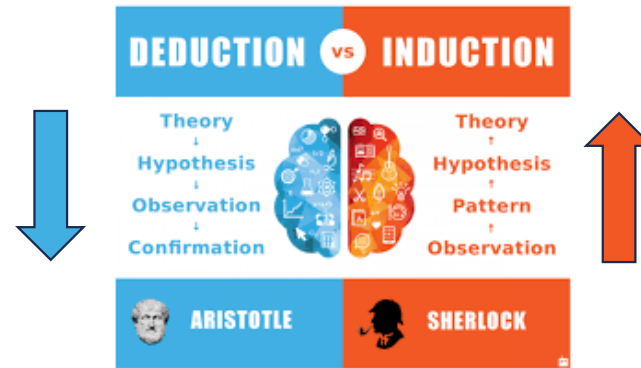 DEDUCTION vs INDUCTION
Theory
↓
Hypothesis
↓
Observation
↓
Confirmation
Theory
↑
Hypothesis
↑
Pattern
↑
Observation
ARISTOTLE
SHERLOCK